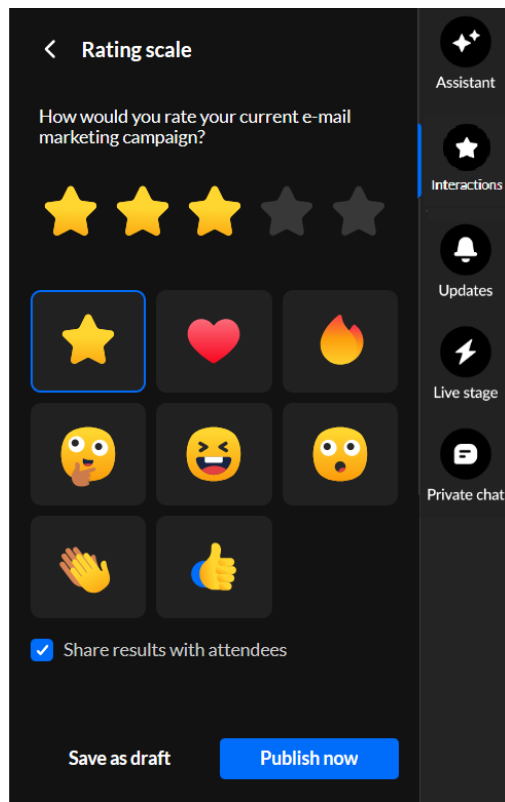 Rating scale
How would you rate your current e-mail
marketing campaign?
Share results with attendees
Save as draft
Publish now
Assistant
Interactions
Updates
Live stage
Private chat